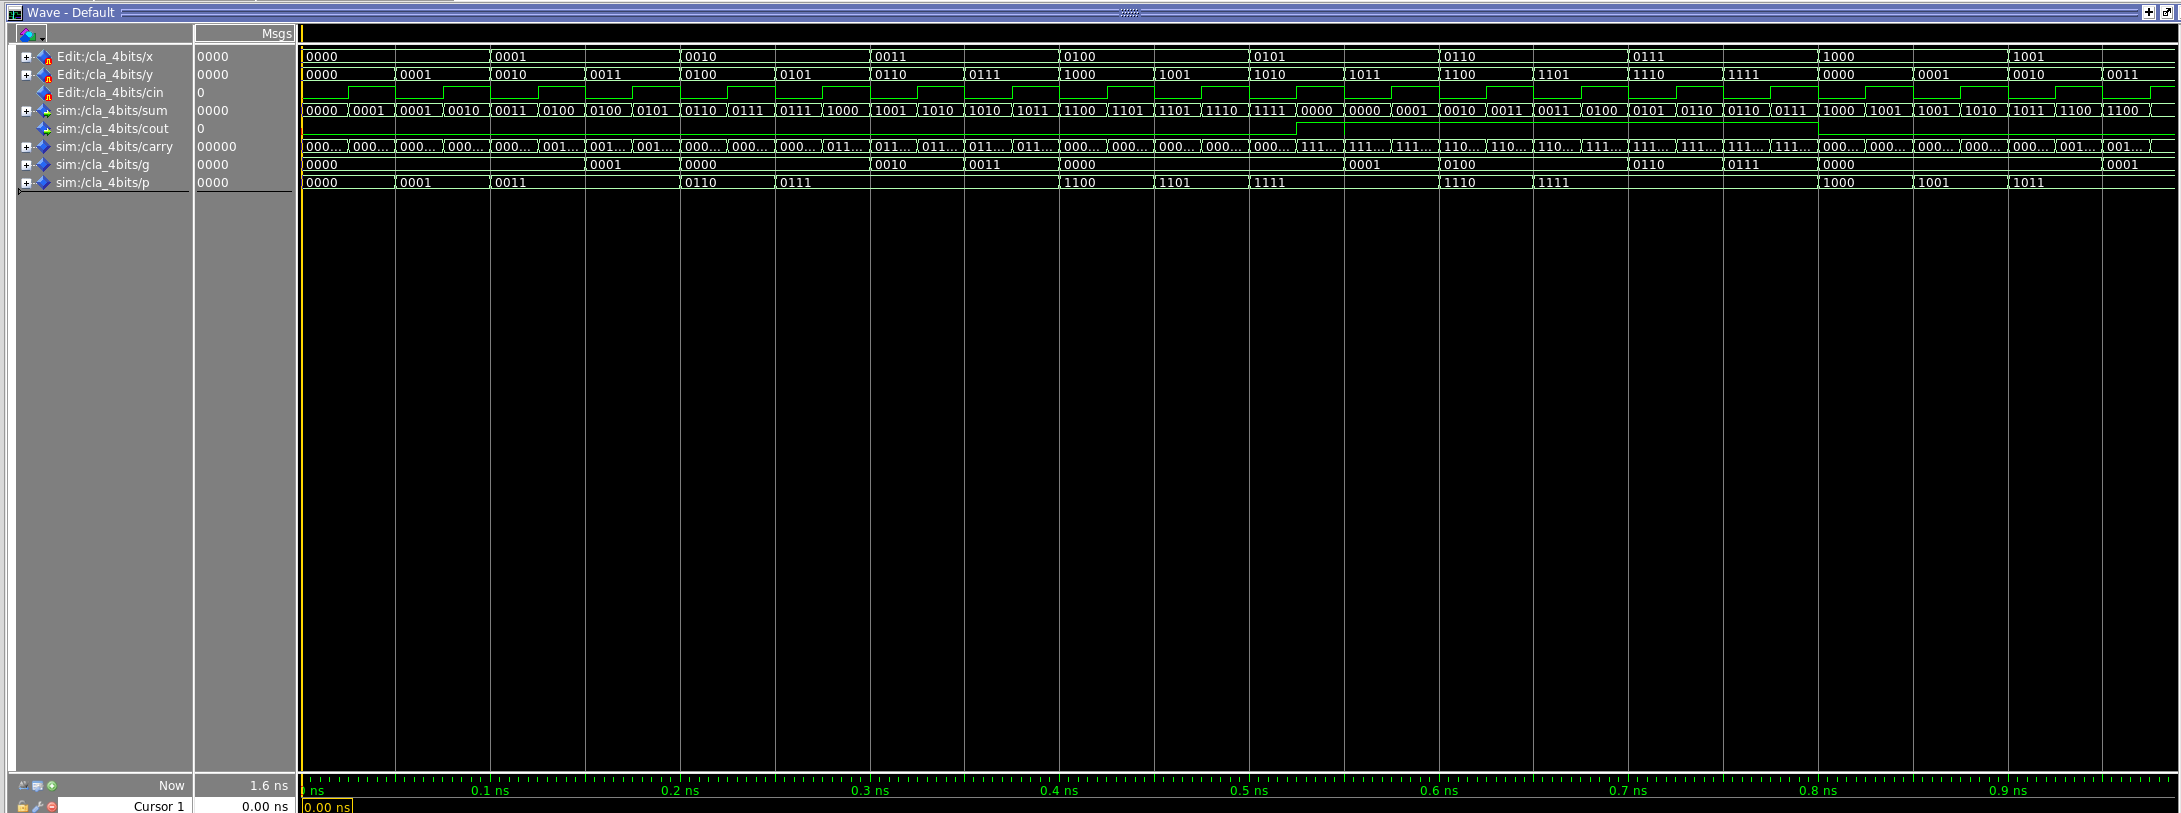 Wave - Default
Msgs
Edit:/cla_4bits/x 0000 0000 0001 0010 0011 0100 0101 0110 0111 1000 1001
Edit:/cla_4bits/y 0000 0000 0001 0010 0011 0100 0101 0110 0111 1000 1001 1010 1011 1100 1101 1110 1111 0000 0001 0010 0011
Edit:/cla_4bits/cin 0
sim:/cla_4bits/sum 0000 0000 0001 0001 0010 0011 0100 0100 0101 0110 0111 0111 1000 1001 1010 1010 1011 1100 1101 1101 1110 1111 0000 0000 0001 0010 0011 0011 0100 0101 0110 0110 0111 1000 1001 1001 1010 1011 1100 1100
sim:/cla_4bits/cout 0
sim:/cla_4bits/carry 00000 000... 000... 000... 000... 000... 001... 001... 001... 000... 000... 000... 011... 011... 011... 011... 011... 000... 000... 000... 000... 000... 111... 111... 111... 110... 110... 110... 111... 111... 111... 111... 111... 000... 000... 000... 000... 000... 001... 001...
sim:/cla_4bits/g 0000 0000 0001 0000 0010 0011 0000 0001 0100 0110 0111 0000 0001
sim:/cla_4bits/p 0000 0000 0001 0011 0110 0111 1100 1101 1111 1110 1111 1000 1001 1011
Now 1.6 ns ns 0.1 ns 0.2 ns 0.3 ns 0.4 ns 0.5 ns 0.6 ns 0.7 ns 0.8 ns 0.9 ns
Cursor 1 0.00 ns 0.00 ns